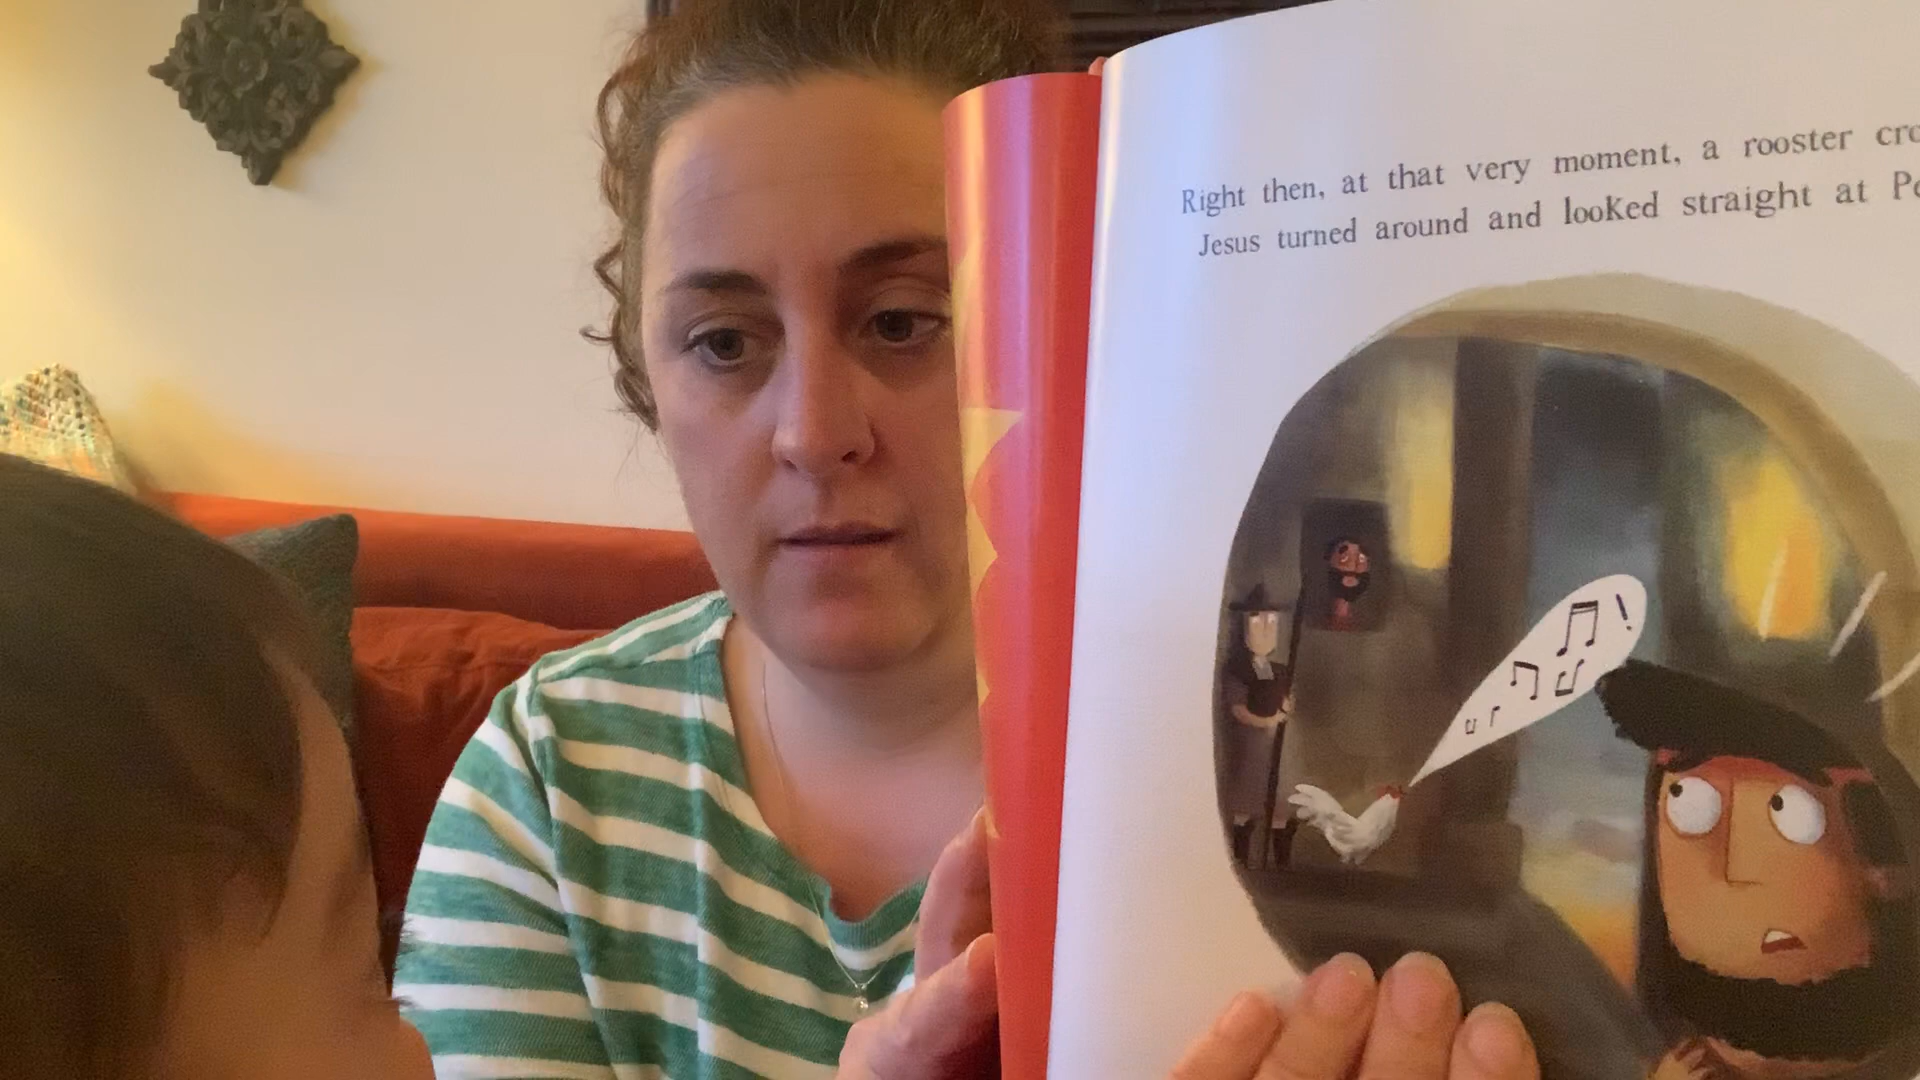 Right then, at that very moment, a rooster
Jesus turned around and looked straight at